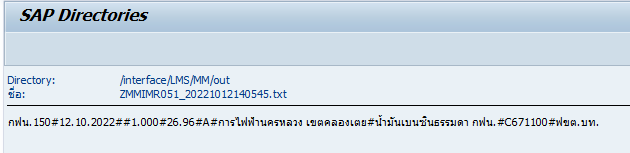 SAP Directories
Directory: /interface/LMS/MM/out
ชื่อ: ZMMIMR051_20221012140545.txt
กฟน.150#12.10.2022##1.000#26.96#A#การไฟฟ้านครหลวง เขตคลองเตย#น้ำมันเบนซินธรรมดา กฟน.#C671100#ฟขต.บท.